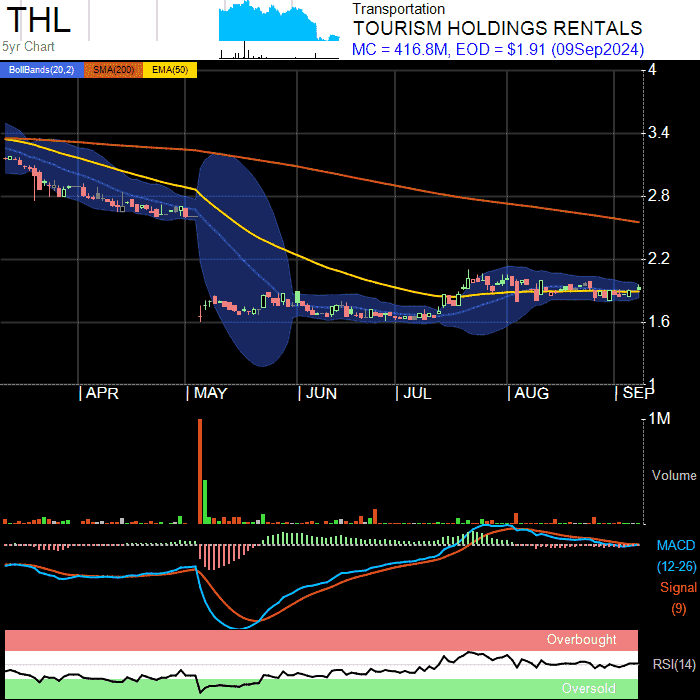 THL
5yr Chart
Transportation
TOURISM HOLDINGS RENTALS
MC = 416.8M, EOD = $1.91 (09Sep2024)
BollBands(20,2) SMA(200) EMA(50)
4
3.4
2.8
2.2
1.6
1
APR MAY JUN JUL AUG SEP
1M
Volume
MACD
(12-26)
Signal
(9)
Overbought
RSI(14)
Oversold